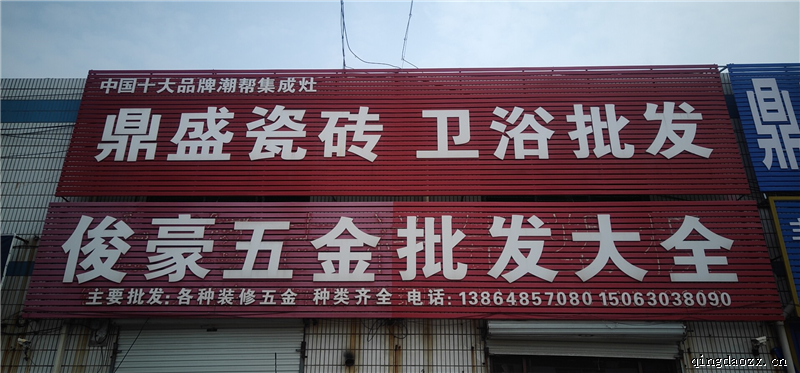 中国十大品牌潮帮集成灶
鼎盛瓷砖 卫浴批发
鼎
俊豪五金批发大全
主要批发:各种装修五金 种类齐全 电话:13864857080 15063038090
qingdaozx.cn